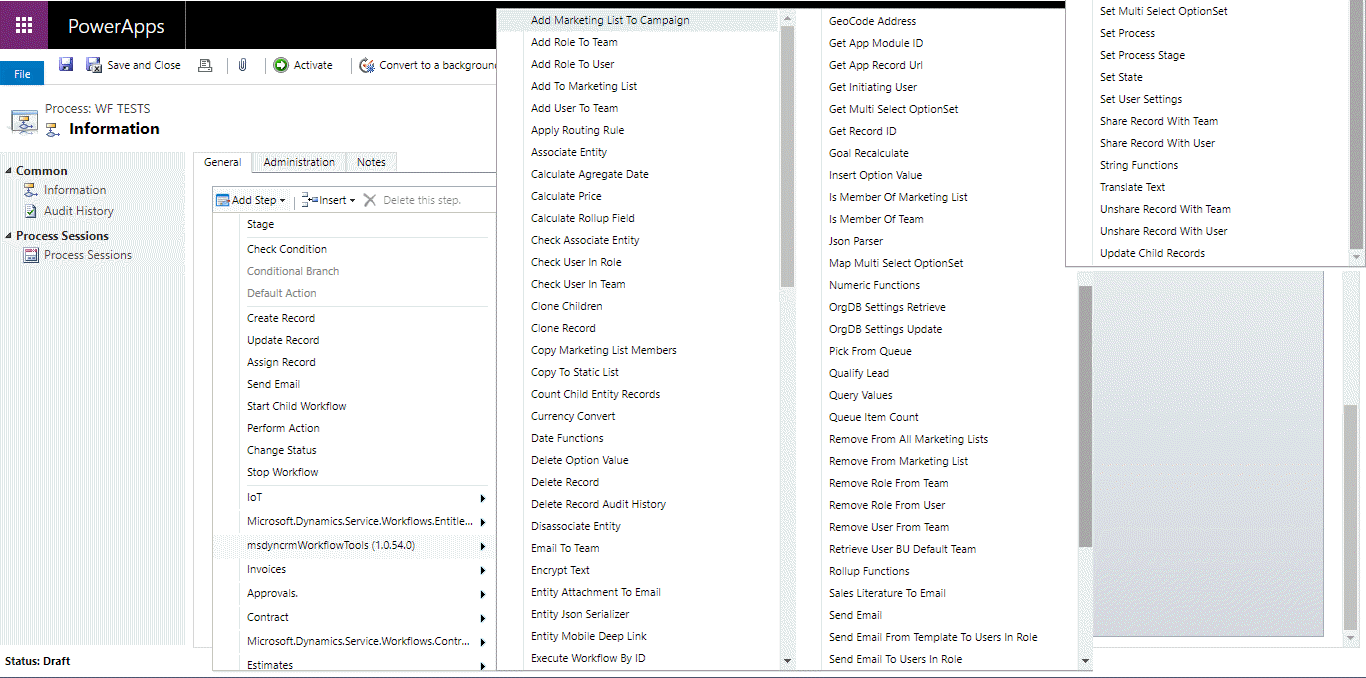 PowerApps
File
Save and Close
Activate
Convert to a backgroun
Process: WF TESTS
Information
Common
Information
Audit History
Process Sessions
Process Sessions
General
Administration
Notes
Add Step
Insert
Delete this step.
Stage
Check Condition
Conditional Branch
Default Action
Create Record
Update Record
Assign Record
Send Email
Start Child Workflow
Perform Action
Change Status
Stop Workflow
IoT
Microsoft.Dynamics.Service.Workflows.Entitle...
msdyncrmWorkflowTools (1.0.54.0)
Invoices
Approvals.
Contract
Microsoft.Dynamics.Service.Workflows.Contr...
Estimates
Add Marketing List To Campaign
Add Role To Team
Add Role To User
Add To Marketing List
Add User To Team
Apply Routing Rule
Associate Entity
Calculate Agregate Date
Calculate Price
Calculate Rollup Field
Check Associate Entity
Check User In Role
Check User In Team
Clone Children
Clone Record
Copy Marketing List Members
Copy To Static List
Count Child Entity Records
Currency Convert
Date Functions
Delete Option Value
Delete Record
Delete Record Audit History
Disassociate Entity
Email To Team
Encrypt Text
Entity Attachment To Email
Entity Json Serializer
Entity Mobile Deep Link
Execute Workflow By ID
GeoCode Address
Get App Module ID
Get App Record Url
Get Initiating User
Get Multi Select OptionSet
Get Record ID
Goal Recalculate
Insert Option Value
Is Member Of Marketing List
Is Member Of Team
Json Parser
Map Multi Select OptionSet
Numeric Functions
OrgDB Settings Retrieve
OrgDB Settings Update
Pick From Queue
Qualify Lead
Query Values
Queue Item Count
Remove From All Marketing Lists
Remove From Marketing List
Remove Role From Team
Remove Role From User
Remove User From Team
Retrieve User BU Default Team
Rollup Functions
Sales Literature To Email
Send Email
Send Email From Template To Users In Role
Send Email To Users In Role
Set Multi Select OptionSet
Set Process
Set Process Stage
Set State
Set User Settings
Share Record With Team
Share Record With User
String Functions
Translate Text
Unshare Record With Team
Unshare Record With User
Update Child Records
Status: Draft